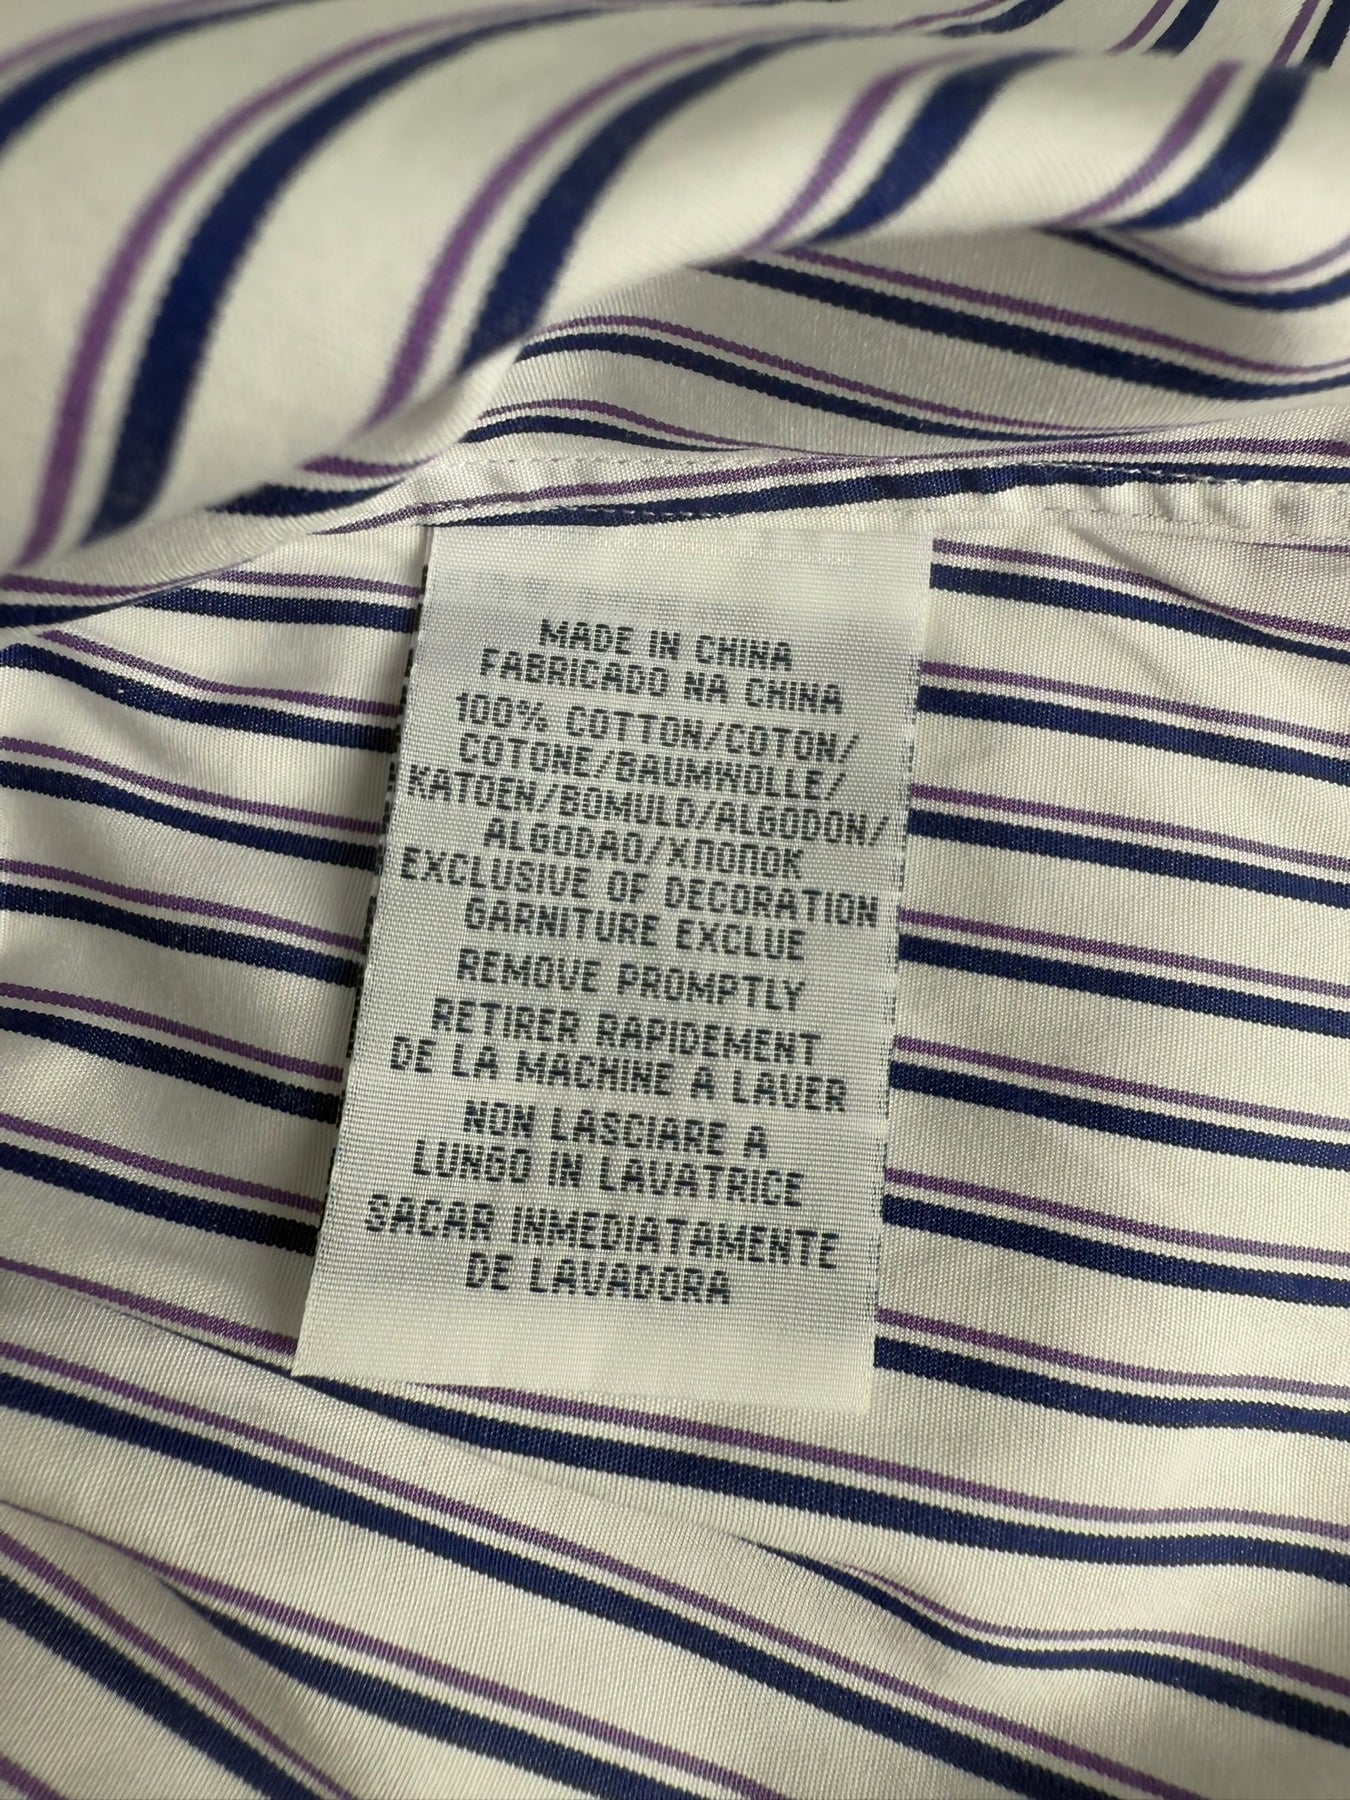 MADE IN CHINA
FABRICADO NA CHINA
100% COTTON/COTON/
COTONE/BAUMWOLLE/
KATOEN/BOMULD/ALGODON/
ALGODAO/ХЛОПОК
EXCLUSIVE OF DECORATION
GARNITURE EXCLUE
REMOVE PROMPTLY
RETIRER RAPIDEMENT
DE LA MACHINE A LAVER
NON LASCIARE A
LUNGO IN LAVATRICE
SACAR INMEDIATAMENTE
DE LAVADORA